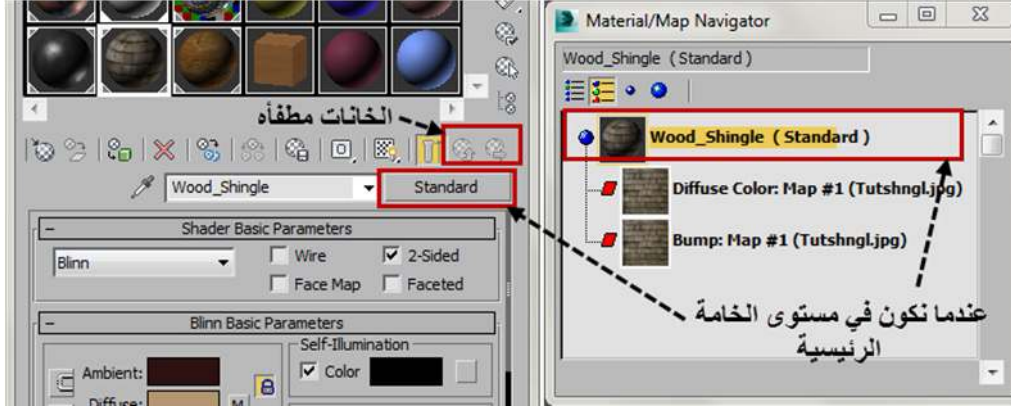 الخانات مطفأه
Wood_Shingle
Standard
Shader Basic Parameters
Blinn
Wire
2-Sided
Face Map
Faceted
Blinn Basic Parameters
Self-Illumination
Ambient:
Color
Diffuse:
M
Material/Map Navigator
Wood_Shingle ( Standard )
Wood_Shingle ( Standard )
Diffuse Color: Map #1 (Tutshngl.jpg)
Bump: Map #1 (Tutshngl.jpg)
عندما نكون في مستوى الخامة
الرئيسية